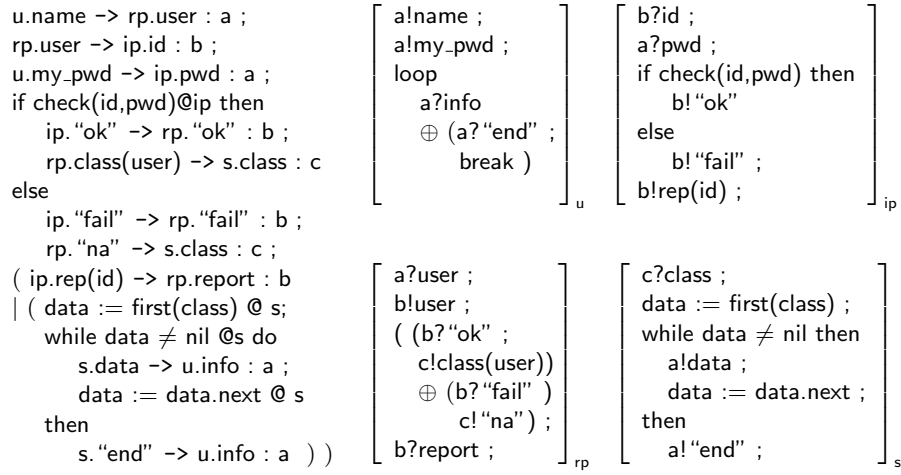 u.name -> rp.user : a ;
rp.user -> ip.id : b ;
u.my_pwd -> ip.pwd : a ;
if check(id,pwd)@ip then
ip. “ok” -> rp. “ok” : b ;
rp.class(user) -> s.class : c
else
ip. “fail” -> rp. “fail” : b ;
rp. “na” -> s.class : c ;
( ip.rep(id) -> rp.report : b
| ( data := first(class) @ s;
while data ≠ nil @s do
s.data -> u.info : a ;
data := data.next @ s
then
s. “end” -> u.info : a ) )
a!name ;
a!my_pwd ;
loop
a?info
⊕ (a? “end” ;
break )
u
b?id ;
a?pwd ;
if check(id,pwd) then
b! “ok”
else
b! “fail” ;
b!rep(id) ;
ip
a?user ;
b!user ;
( (b? “ok” ;
c!class(user))
⊕ (b? “fail” )
c! “na” ) ;
b?report ;
rp
c?class ;
data := first(class) ;
while data ≠ nil then
a!data ;
data := data.next ;
then
a! “end” ;
s